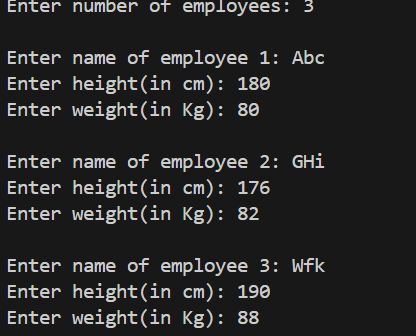 Enter number of employees: 3
Enter name of employee 1: Abc
Enter height(in cm): 180
Enter weight(in Kg): 80
Enter name of employee 2: GHi
Enter height(in cm): 176
Enter weight(in Kg): 82
Enter name of employee 3: Wfk
Enter height(in cm): 190
Enter weight(in Kg): 88